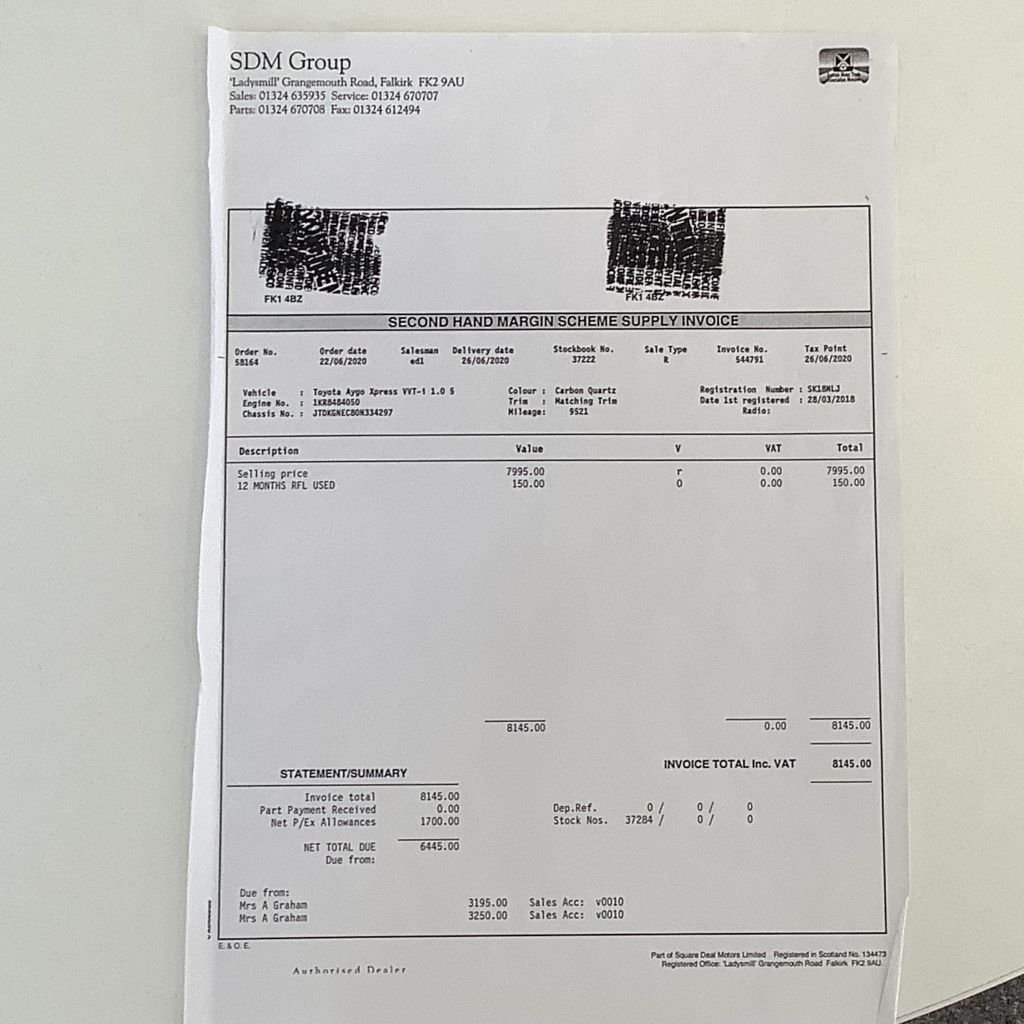 SDM Group
'Ladysmill' Grangemouth Road, Falkirk FK2 9AU
Sales: 01324 635935 Service: 01324 670707
Parts: 01324 670708 Fax: 01324 612494
FK1 4BZ FK1 4BZ
SECOND HAND MARGIN SCHEME SUPPLY INVOICE
Order No. Order date Salesman Delivery date Stockbook No. Sale Type Invoice No. Tax Point
58164 22/06/2020 edl 26/06/2020 37222 R 544791 26/06/2020
Vehicle : Toyota Aygo Xpress VVT-i 1.0 5 Colour : Carbon Quartz Registration Number : SK18WLJ
Engine No. : 1KR8484050 Trim : Matching Trim Date 1st registered : 28/03/2018
Chassis No. : JTDKGNEC80N334297 Mileage: 9521 Radio:
Description Value V VAT Total
Selling price 7995.00 r 0.00 7995.00
12 MONTHS RFL USED 150.00 0 0.00 150.00
8145.00 0.00 8145.00
INVOICE TOTAL Inc. VAT 8145.00
STATEMENT/SUMMARY
Invoice total 8145.00
Part Payment Received 0.00 Dep.Ref. 0 / 0 / 0
Net P/Ex Allowances 1700.00 Stock Nos. 37284 / 0 / 0
NET TOTAL DUE 6445.00
Due from:
Due from:
Mrs A Graham 3195.00 Sales Acc: v0010
Mrs A Graham 3250.00 Sales Acc: v0010
E. & O. E.
Authorised Dealer
Part of Square Deal Motors Limited Registered in Scotland No. 134473
Registered Office: 'Ladysmill' Grangemouth Road Falkirk FK2 9AU.